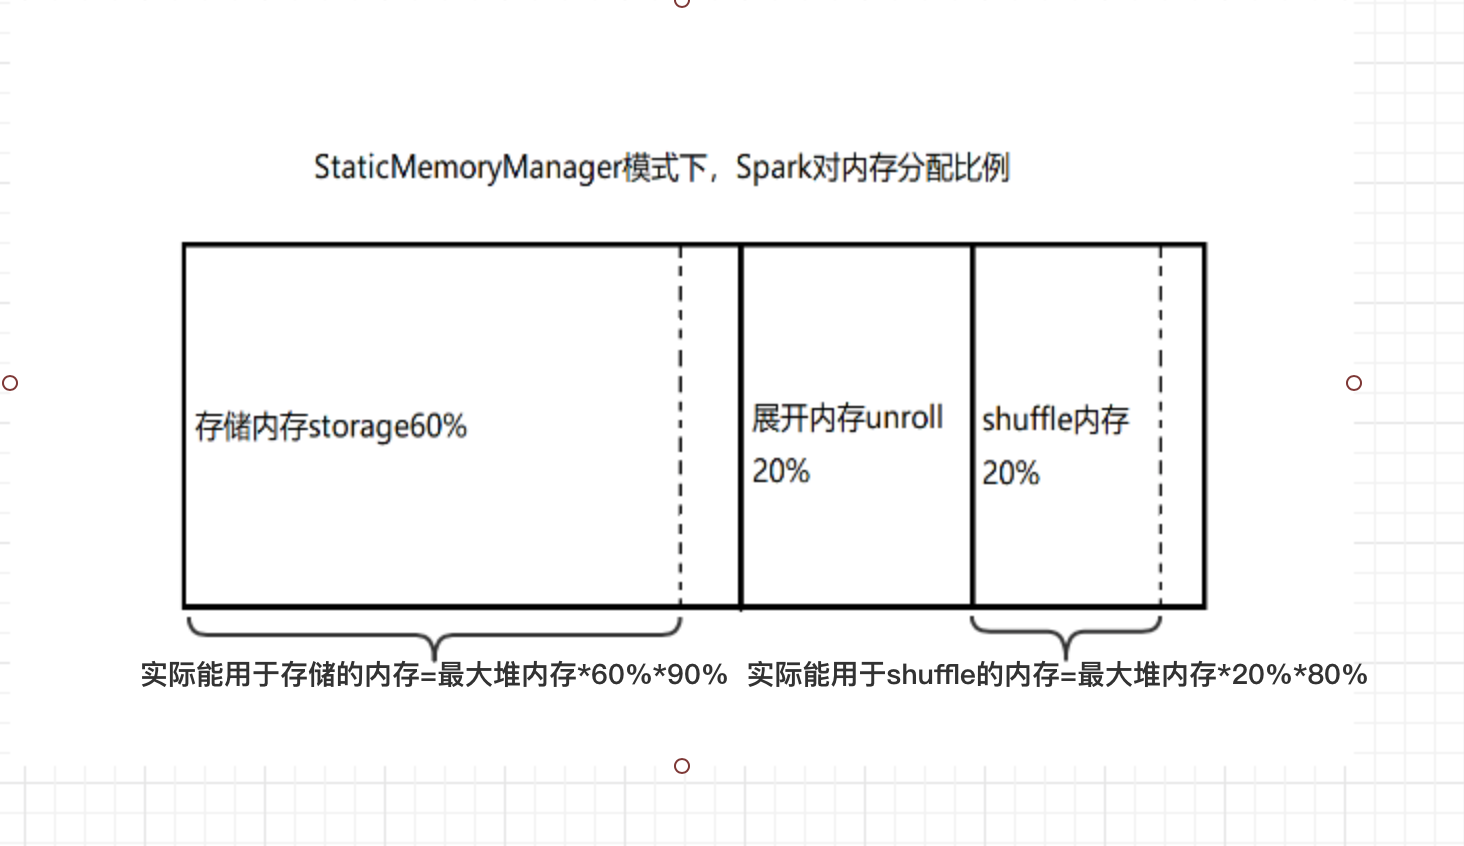 StaticMemoryManager模式下，Spark对内存分配比例
存储内存storage60%
展开内存unroll
20%
shuffle内存
20%
实际能用于存储的内存=最大堆内存*60%*90%
实际能用于shuffle的内存=最大堆内存*20%*80%